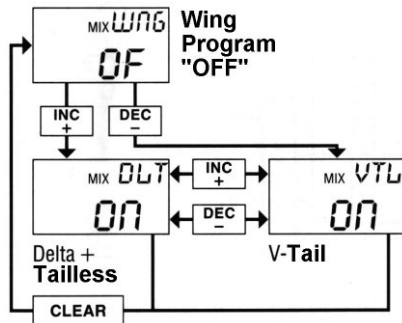 MIX WNG
OF
Wing
Program
"OFF"
INC
+
DEC
−
MIX DLT
ON
INC
+
DEC
−
MIX VTL
ON
Delta +
Tailless
V-Tail
CLEAR